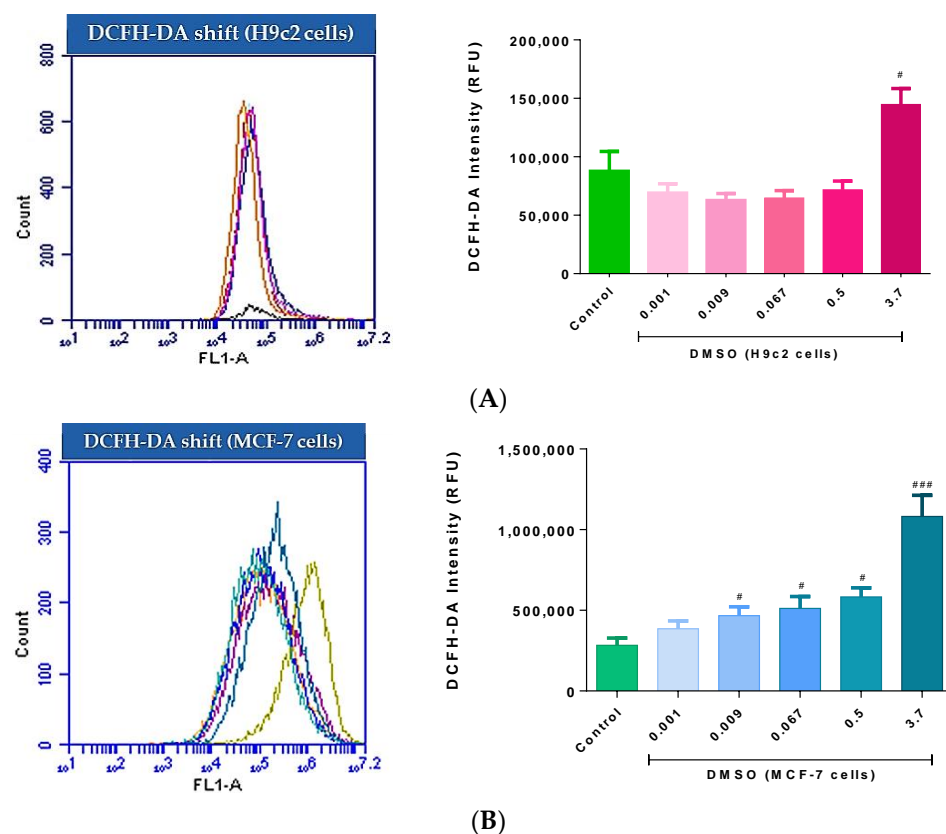 DCFH-DA shift (H9c2 cells)
Count
800
600
400
200
0
10^1 10^2 10^3 10^4 10^5 10^6 10^7.2
FL1-A
DCFH-DA Intensity (RFU)
200,000
150,000
100,000
50,000
0
#
Control 0.001 0.009 0.067 0.5 3.7
DMSO (H9c2 cells)
(A)
DCFH-DA shift (MCF-7 cells)
Count
400
300
200
100
0
10^1 10^2 10^3 10^4 10^5 10^6 10^7.2
FL1-A
DCFH-DA Intensity (RFU)
1,500,000
1,000,000
500,000
0
# # # ###
Control 0.001 0.009 0.067 0.5 3.7
DMSO (MCF-7 cells)
(B)